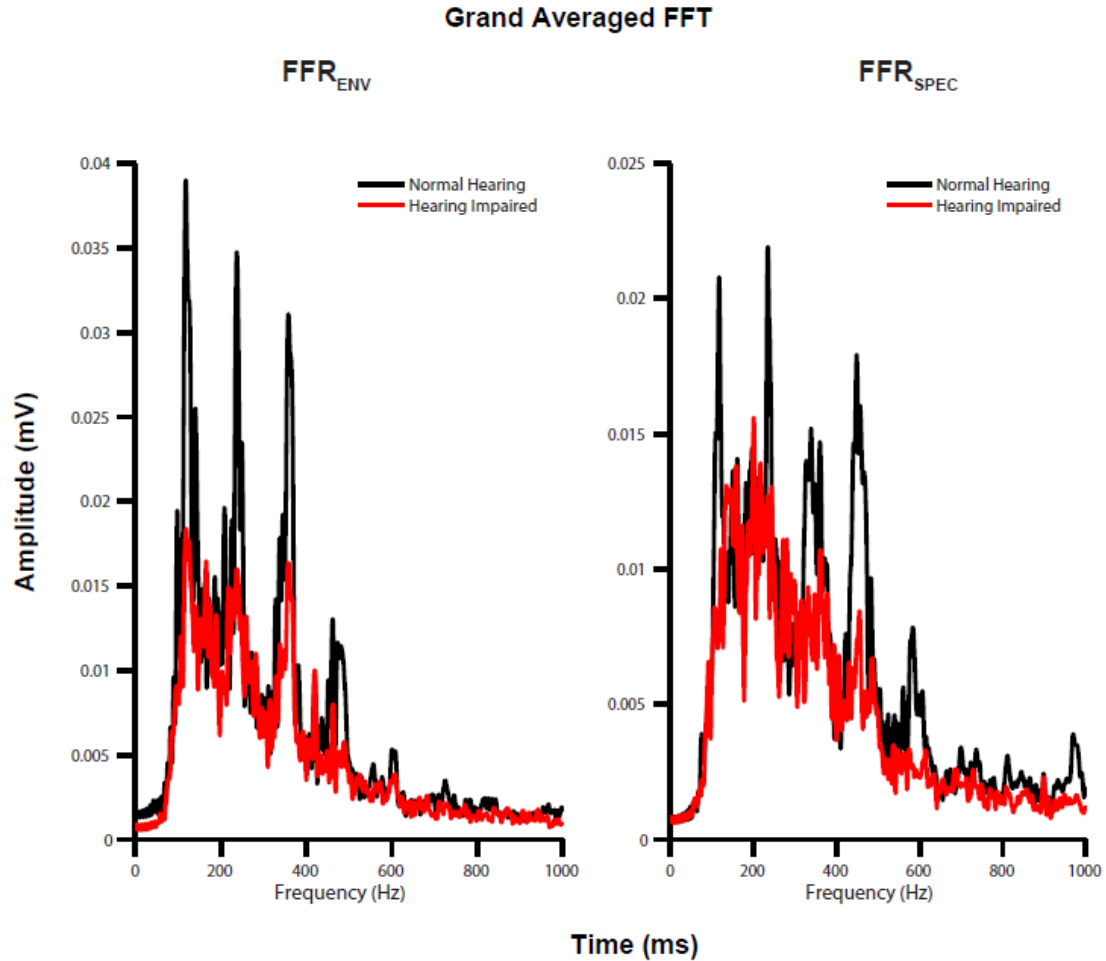 Grand Averaged FFT
FFR_ENV
FFR_SPEC
Amplitude (mV)
0.04
0.035
0.03
0.025
0.02
0.015
0.01
0.005
0
Normal Hearing
Hearing Impaired
0 200 400 600 800 1000
Frequency (Hz)
0.025
0.02
0.015
0.01
0.005
0
Normal Hearing
Hearing Impaired
0 200 400 600 800 1000
Frequency (Hz)
Time (ms)